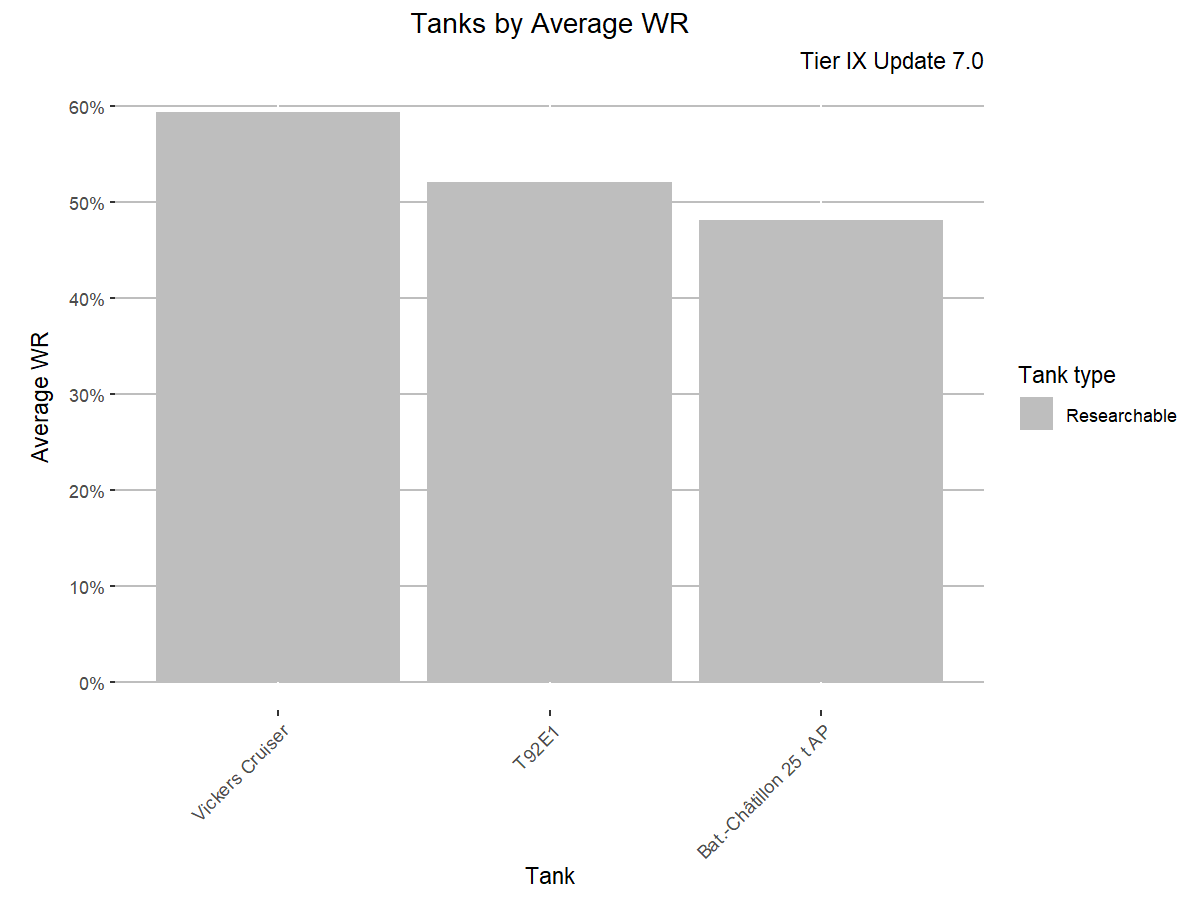 Tanks by Average WR
Tier IX Update 7.0
60%
50%
40%
30%
20%
10%
0%
Average WR
Vickers Cruiser
T92E1
Bat.-Châtillon 25 t AP
Tank
Tank type
Researchable